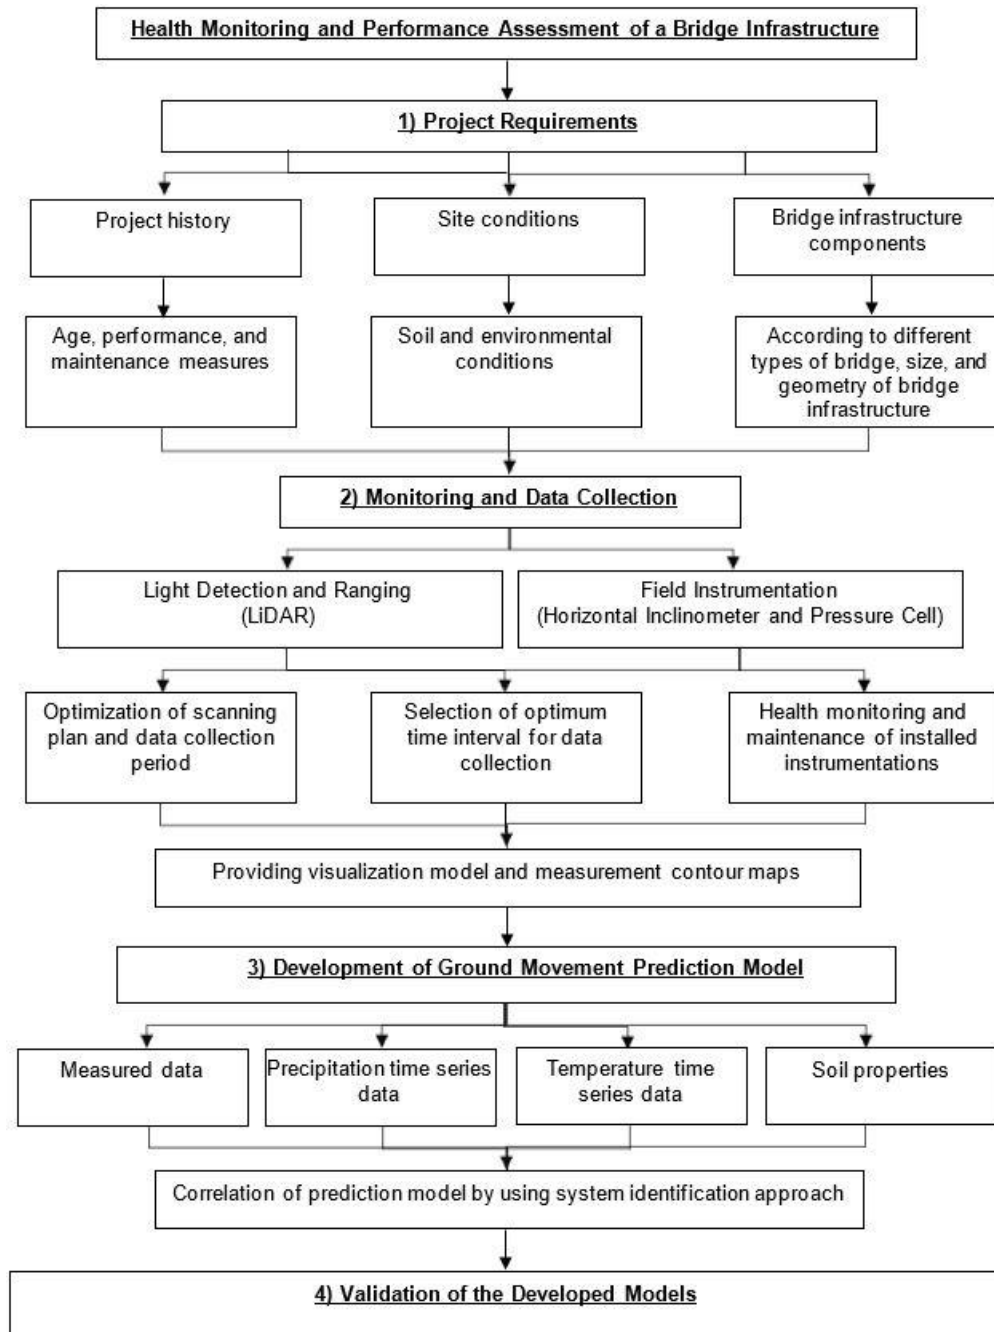 Health Monitoring and Performance Assessment of a Bridge Infrastructure
1) Project Requirements
Project history
Site conditions
Bridge infrastructure
components
Age, performance, and
maintenance measures
Soil and environmental
conditions
According to different
types of bridge, size, and
geometry of bridge
infrastructure
2) Monitoring and Data Collection
Light Detection and Ranging
(LiDAR)
Field Instrumentation
(Horizontal Inclinometer and Pressure Cell)
Optimization of scanning
plan and data collection
period
Selection of optimum
time interval for data
collection
Health monitoring and
maintenance of installed
instrumentations
Providing visualization model and measurement contour maps
3) Development of Ground Movement Prediction Model
Measured data
Precipitation time series
data
Temperature time
series data
Soil properties
Correlation of prediction model by using system identification approach
4) Validation of the Developed Models